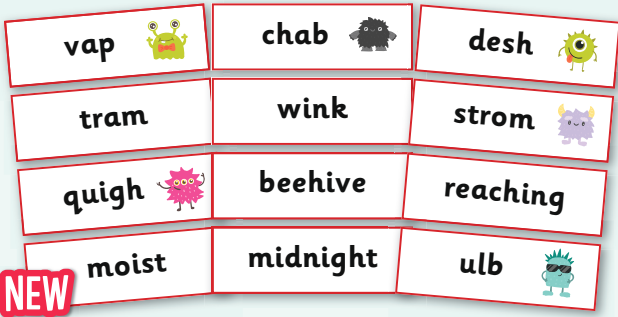 vap
chab
desh
tram
wink
strom
quigh
beehive
reaching
moist
midnight
ulb
NEW